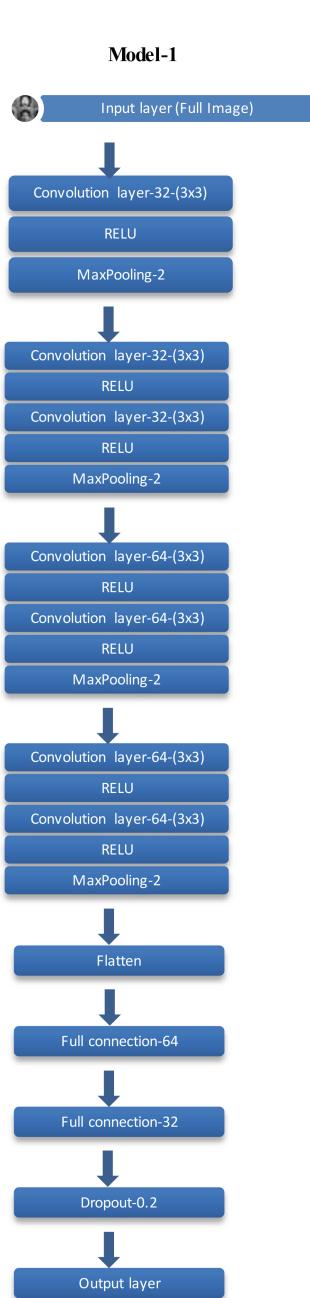 Model-1
Input layer (Full Image)
Convolution layer-32-(3x3)
RELU
MaxPooling-2
Convolution layer-32-(3x3)
RELU
Convolution layer-32-(3x3)
RELU
MaxPooling-2
Convolution layer-64-(3x3)
RELU
Convolution layer-64-(3x3)
RELU
MaxPooling-2
Convolution layer-64-(3x3)
RELU
Convolution layer-64-(3x3)
RELU
MaxPooling-2
Flatten
Full connection-64
Full connection-32
Dropout-0.2
Output layer